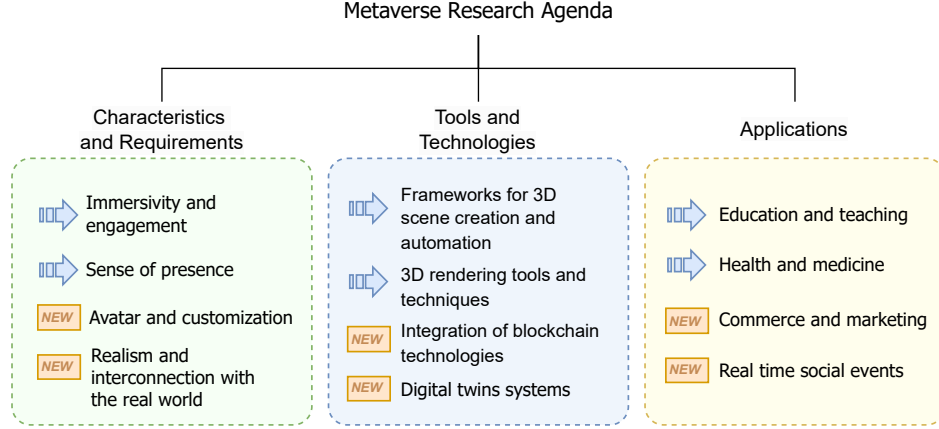 Metaverse Research Agenda
Characteristics
and Requirements
Immersivity and
engagement
Sense of presence
NEW Avatar and customization
NEW Realism and
interconnection with
the real world
Tools and
Technologies
Frameworks for 3D
scene creation and
automation
3D rendering tools and
techniques
NEW Integration of blockchain
technologies
NEW Digital twins systems
Applications
Education and teaching
Health and medicine
NEW Commerce and marketing
NEW Real time social events